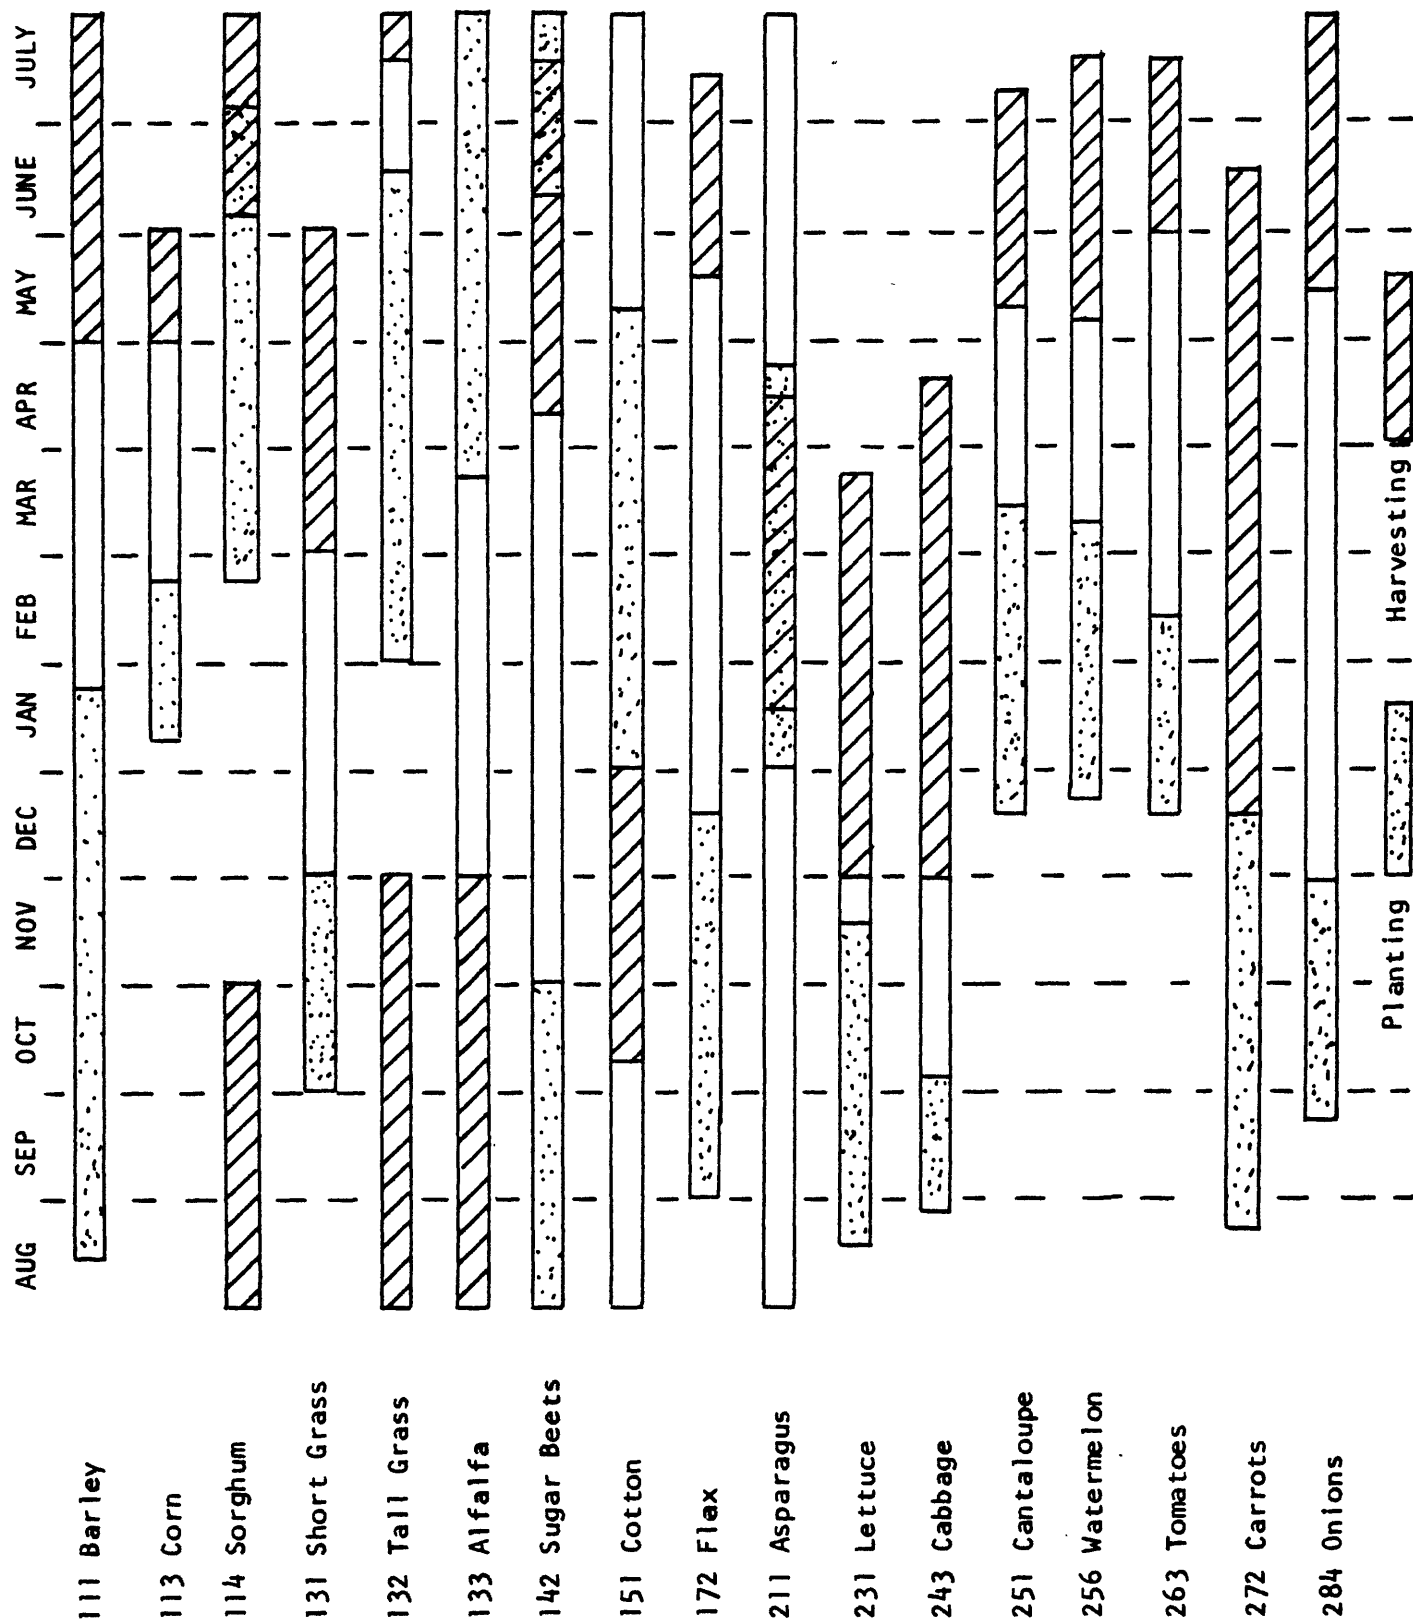 AUG SEP OCT NOV DEC JAN FEB MAR APR MAY JUNE JULY
111 Barley
113 Corn
114 Sorghum
131 Short Grass
132 Tall Grass
133 Alfalfa
142 Sugar Beets
151 Cotton
172 Flax
211 Asparagus
231 Lettuce
243 Cabbage
251 Cantaloupe
256 Watermelon
263 Tomatoes
272 Carrots
284 Onions
Planting Harvesting